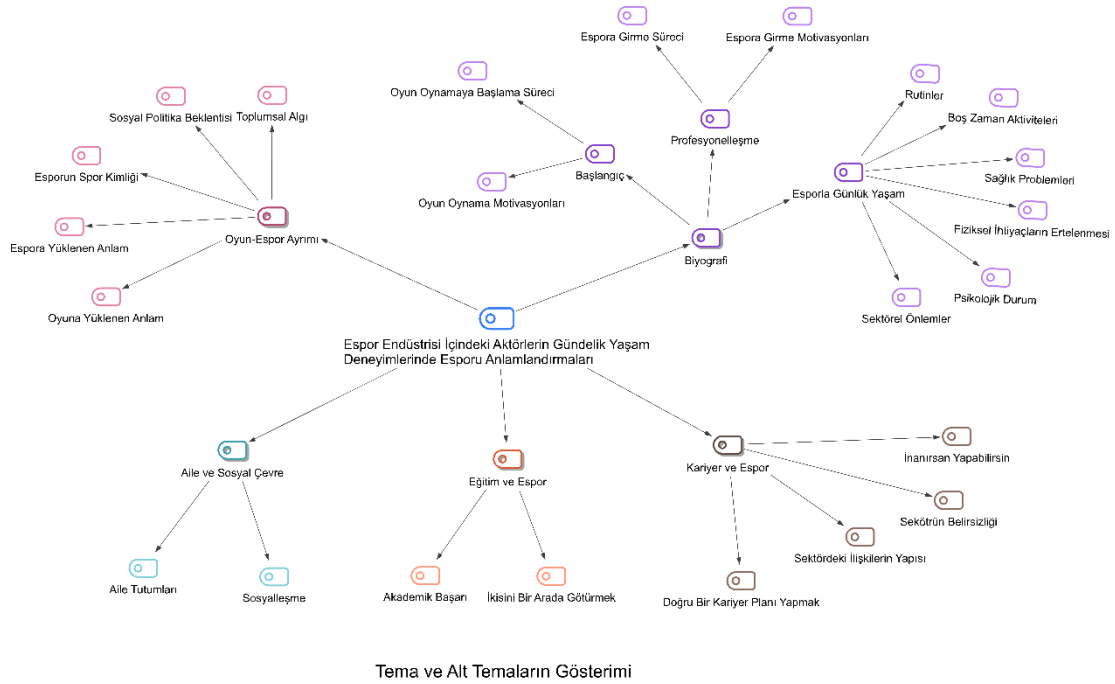 Espora Girme Süreci
Espora Girme Motivasyonları
Oyun Oynamaya Başlama Süreci
Rutinler
Sosyal Politika Beklentisi
Toplumsal Algı
Boş Zaman Aktiviteleri
Profesyonelleşme
Esporun Spor Kimliği
Başlangıç
Sağlık Problemleri
Esporla Günlük Yaşam
Oyun Oynama Motivasyonları
Fiziksel İhtiyaçların Ertelenmesi
Espora Yüklenen Anlam
Oyun-Espor Ayrımı
Biyografi
Psikolojik Durum
Oyuna Yüklenen Anlam
Sektörel Önlemler
Espor Endüstrisi İçindeki Aktörlerin Gündelik Yaşam
Deneyimlerinde Esporu Anlamlandırmaları
İnanırsan Yapabilirsin
Aile ve Sosyal Çevre
Eğitim ve Espor
Kariyer ve Espor
Sekötrün Belirsizliği
Sektördeki İlişkilerin Yapısı
Aile Tutumları
Sosyalleşme
Akademik Başarı
İkisini Bir Arada Götürmek
Doğru Bir Kariyer Planı Yapmak
Tema ve Alt Temaların Gösterimi